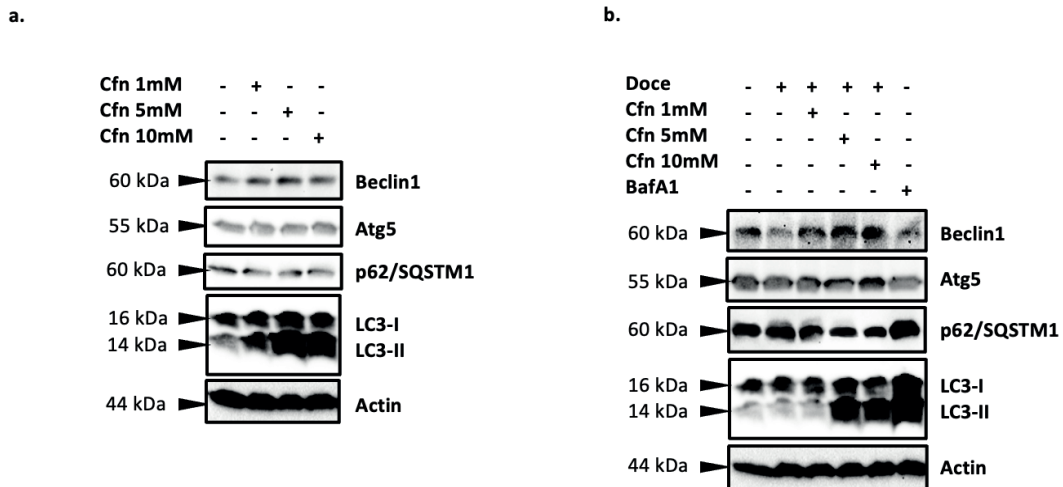 a.
Cfn 1mM - + - -
Cfn 5mM - - + -
Cfn 10mM - - - +
60 kDa Beclin1
55 kDa Atg5
60 kDa p62/SQSTM1
16 kDa LC3-I
14 kDa LC3-II
44 kDa Actin
b.
Doce - + + + + -
Cfn 1mM - - + - - -
Cfn 5mM - - - + - -
Cfn 10mM - - - - + -
BafA1 - - - - - +
60 kDa Beclin1
55 kDa Atg5
60 kDa p62/SQSTM1
16 kDa LC3-I
14 kDa LC3-II
44 kDa Actin